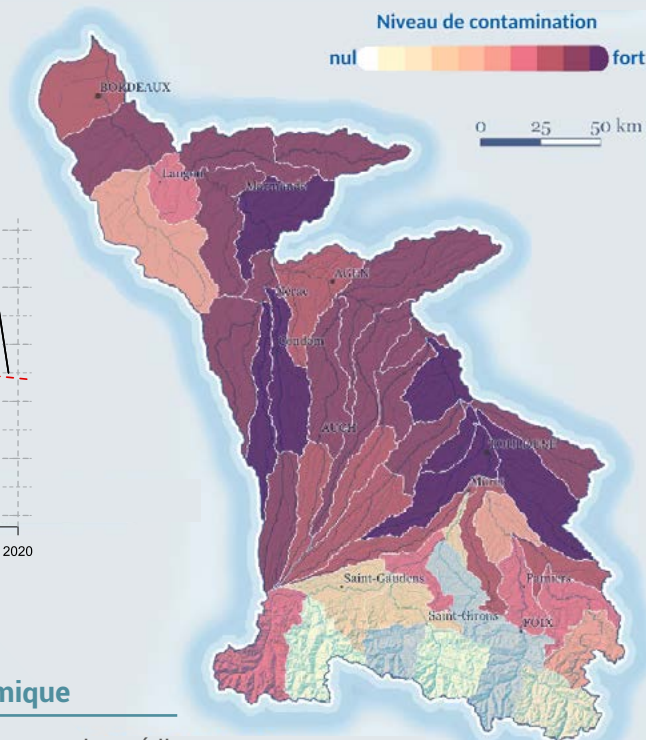 Niveau de contamination
nul fort
0 25 50 km
BORDEAUX
Langon
Marmande
AGEN
Nérac
Condom
AUCH
TOULOUSE
Muret
Saint-Gaudens
Pamiers
Saint-Girons
FOIX
2020
mique